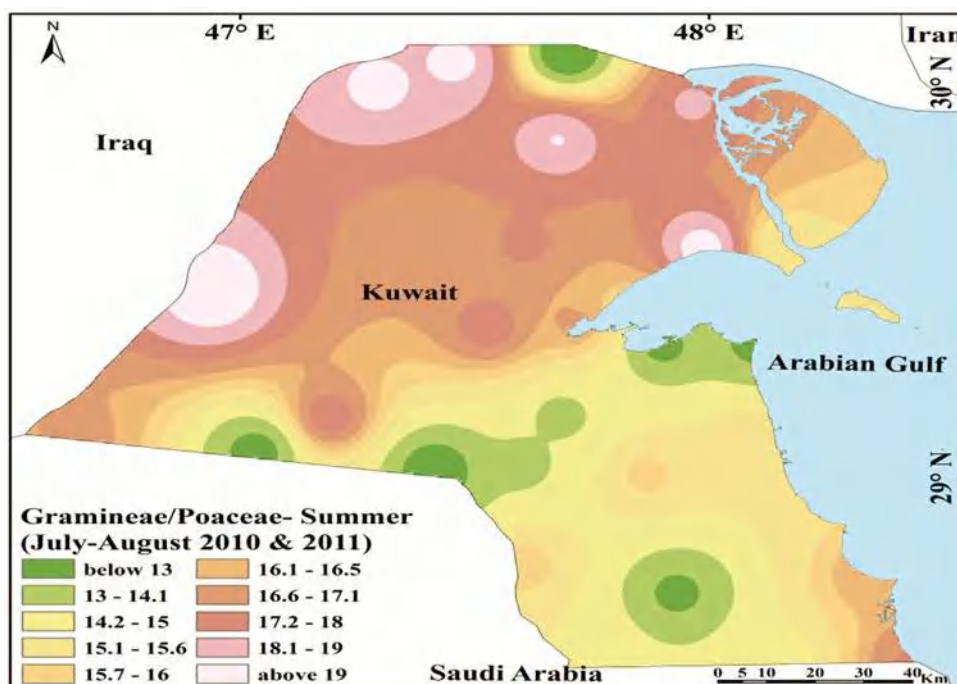 N
47° E
48° E
Iran
30° N
Iraq
Kuwait
Arabian Gulf
29° N
Gramineae/Poaceae- Summer
(July-August 2010 & 2011)
below 13
13 - 14.1
14.2 - 15
15.1 - 15.6
15.7 - 16
16.1 - 16.5
16.6 - 17.1
17.2 - 18
18.1 - 19
above 19
Saudi Arabia
0 5 10 20 30 40
Km